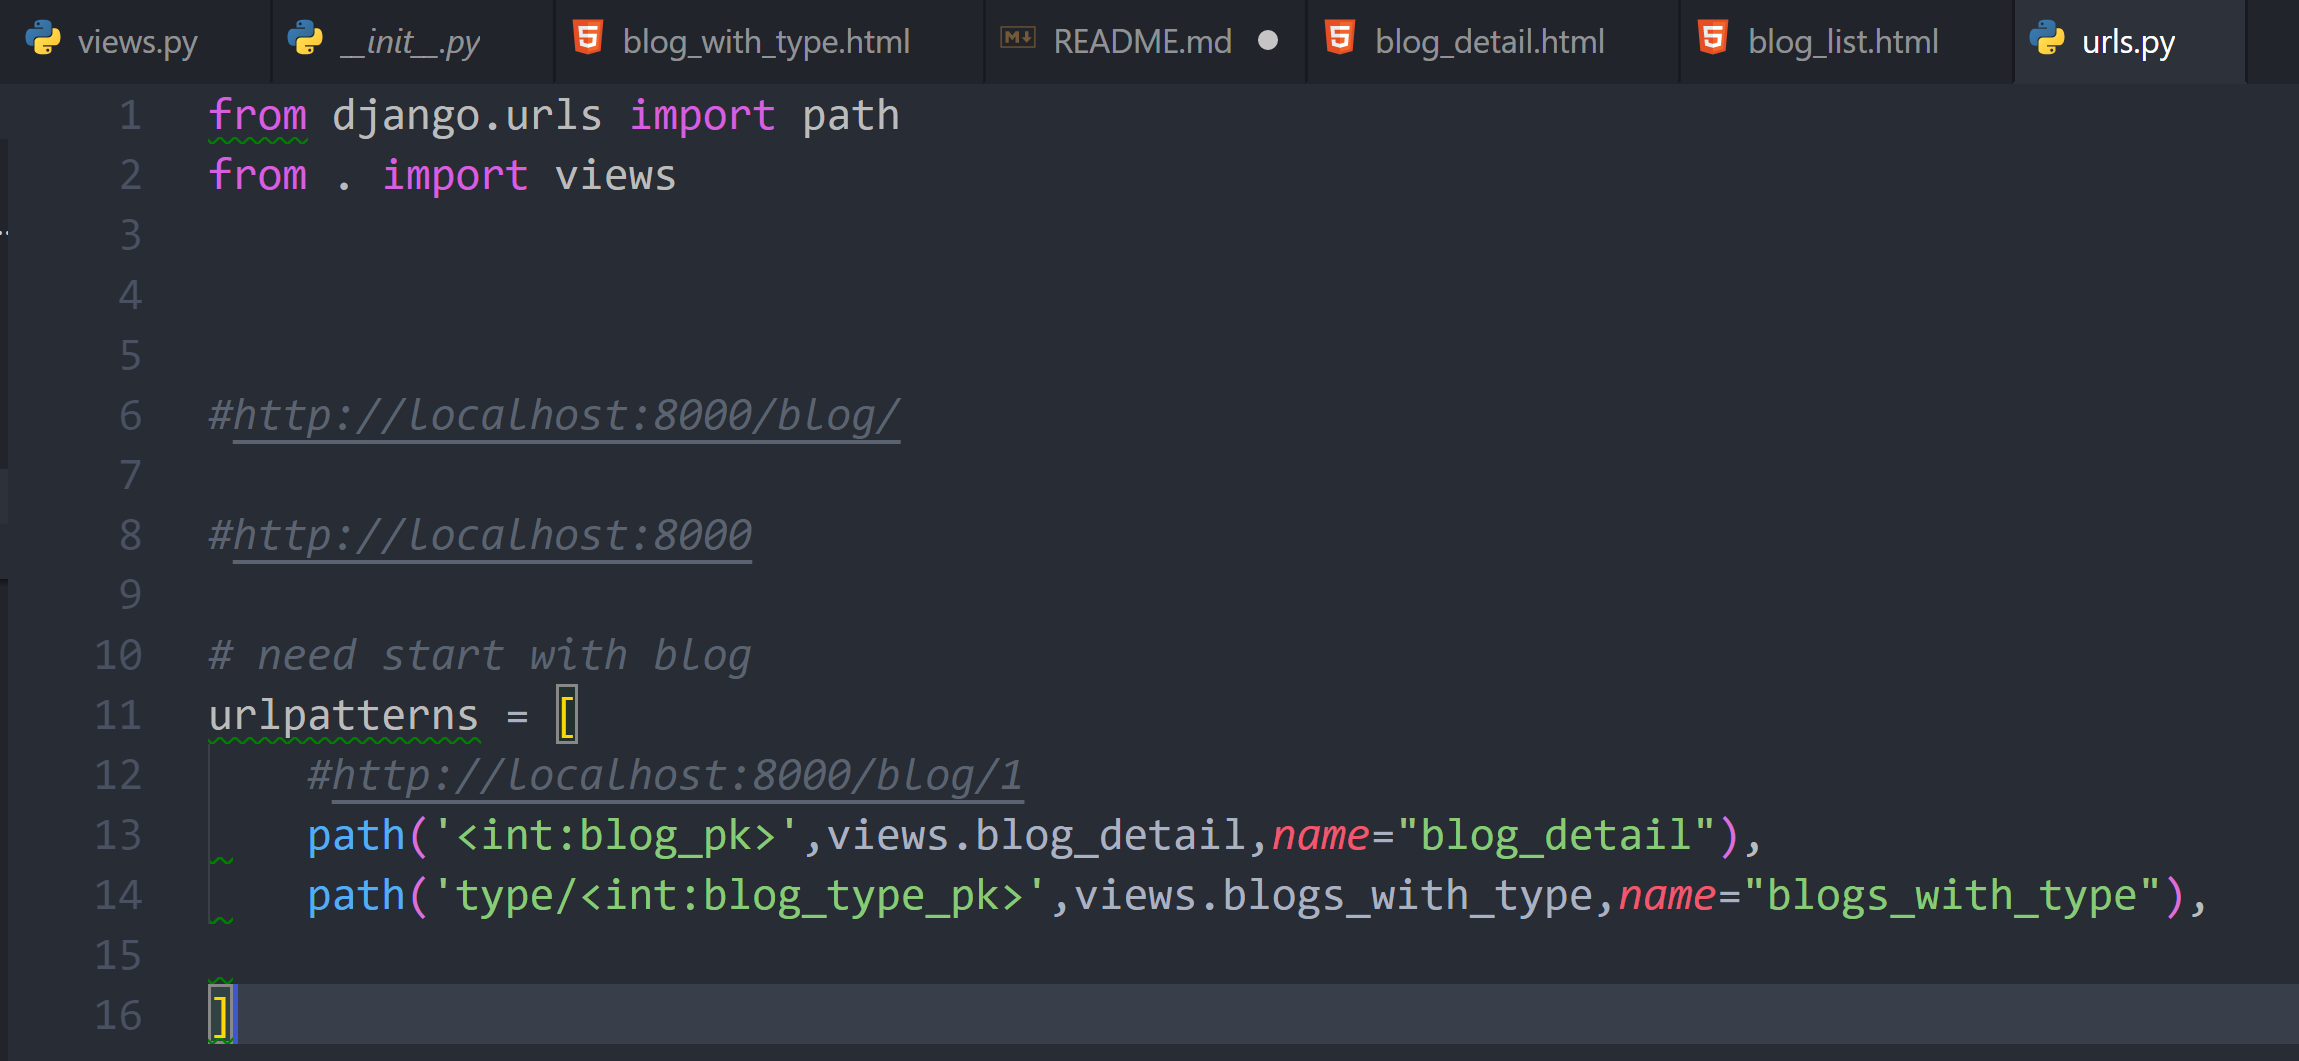 views.py __init__.py blog_with_type.html README.md blog_detail.html blog_list.html urls.py
1 from django.urls import path
2 from . import views
3
4
5
6 #http://localhost:8000/blog/
7
8 #http://localhost:8000
9
10 # need start with blog
11 urlpatterns = [
12     #http://localhost:8000/blog/1
13     path('<int:blog_pk>',views.blog_detail,name="blog_detail"),
14     path('type/<int:blog_type_pk>',views.blogs_with_type,name="blogs_with_type"),
15
16 ]